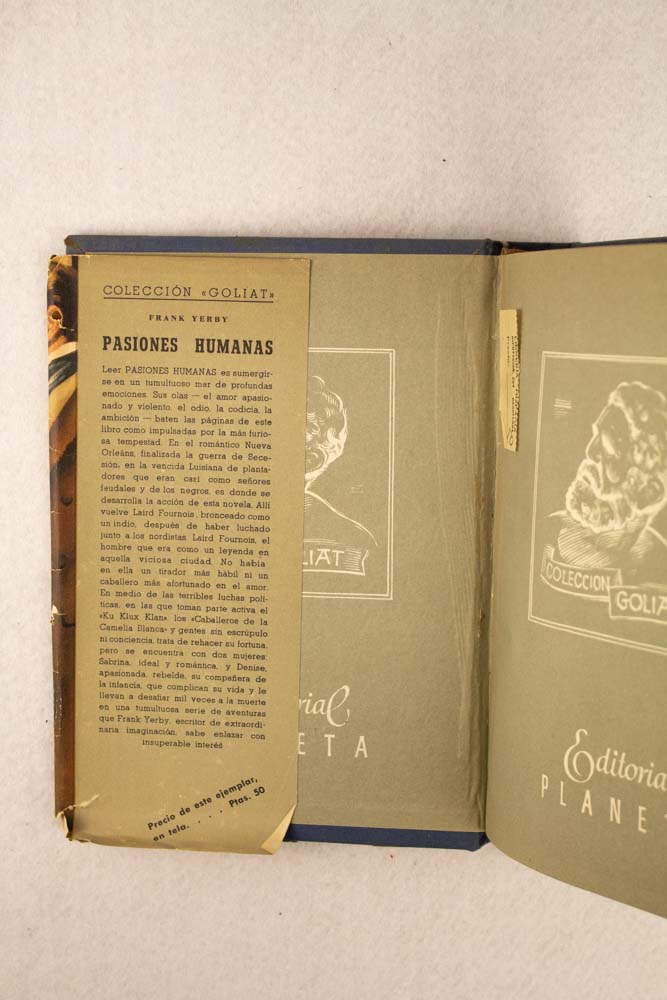 COLECCIÓN «GOLIAT»
FRANK YERBY
PASIONES HUMANAS
Leer PASIONES HUMANAS es sumergir-
se en un tumultuoso mar de profundas
emociones. Sus olas — el amor apasio-
nado y violento, el odio, la codicia, la
ambición — baten las páginas de este
libro como impulsadas por la más furio-
sa tempestad. En el romántico Nueva
Orleáns, finalizada la guerra de Sece-
sión, en la vencida Luisiana de planta-
dores que eran casi como señores
feudales y de los negros, es donde se
desarrolla la acción de esta novela. Allí
vuelve Laird Fournois, bronceado como
un indio, después de haber luchado
junto a los nordistas. Laird Fournois, el
hombre que era como un leyenda en
aquella viciosa ciudad. No había
en ella un tirador más hábil ni un
caballero más afortunado en el amor.
En medio de las terribles luchas polí-
ticas, en las que toman parte activa el
«Ku Klux Klan», los «Caballeros de la
Camelia Blanca» y gentes sin escrúpulo
ni conciencia, trata de rehacer su fortuna,
pero se encuentra con dos mujeres:
Sabrina, ideal y romántica, y Denise,
apasionada, rebelde, su compañera de
la infancia, que complican su vida y le
llevan a desafiar mil veces a la muerte
en una tumultuosa serie de aventuras
que Frank Yerby, escritor de extraordi-
naria imaginación, sabe enlazar con
insuperable interés
Precio de este ejemplar,
en tela. . . . . Ptas. 50
LIAT
rial
ETA
COLECCION
GOLIA
Editoria
PLANE